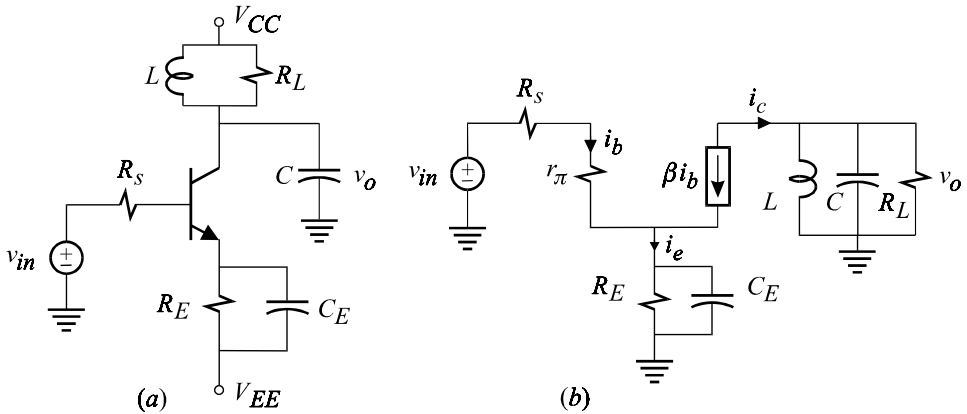 V_CC
L
R_L
C
v_o
R_s
v_in
R_E
C_E
V_EE
(a)
R_s
i_b
r_π
v_in
βi_b
i_c
L
C
R_L
v_o
i_e
R_E
C_E
(b)